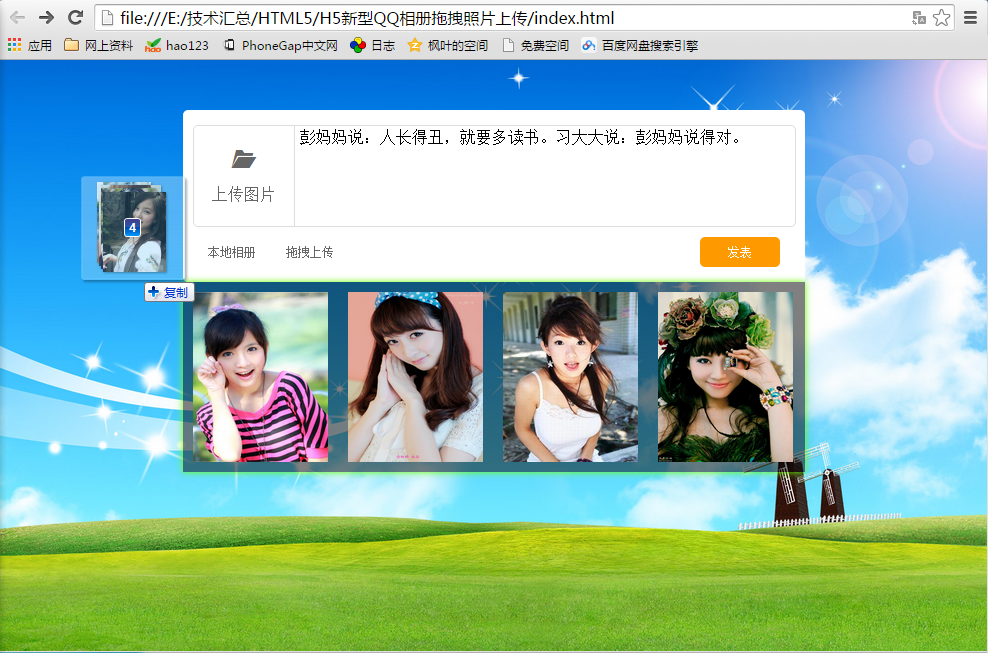 file:///E:/技术汇总/HTML5/H5新型QQ相册拖拽照片上传/index.html
应用 网上资料 hao123 PhoneGap中文网 日志 枫叶的空间 免费空间 百度网盘搜索引擎
彭妈妈说：人长得丑，就要多读书。习大大说：彭妈妈说得对。
上传图片
4
本地相册 拖拽上传 发表
复制